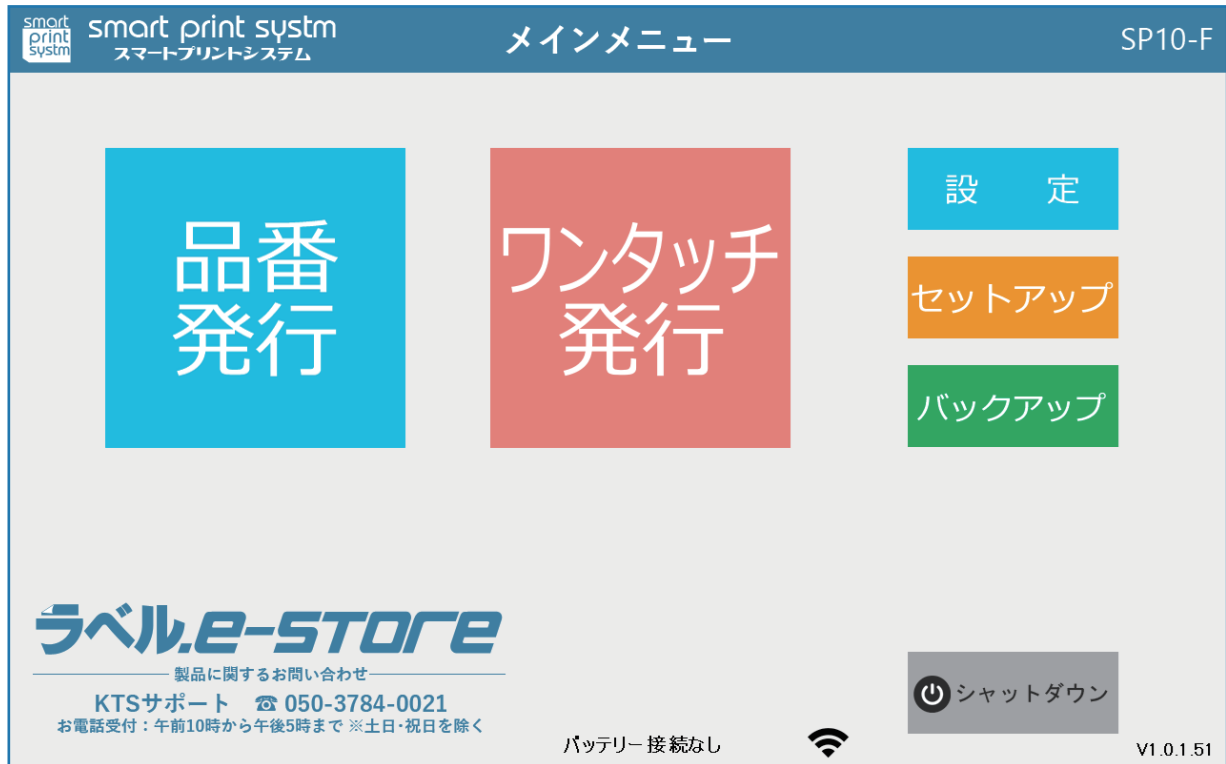 smart
print
systm
smart print systm
スマートプリントシステム
メインメニュー
SP10-F
品番
発行
ワンタッチ
発行
設　定
セットアップ
バックアップ
ラベル.e-STORE
製品に関するお問い合わせ
KTSサポート ☎ 050-3784-0021
お電話受付：午前10時から午後5時まで ※土日・祝日を除く
バッテリー接続なし
シャットダウン
V1.0.1.51